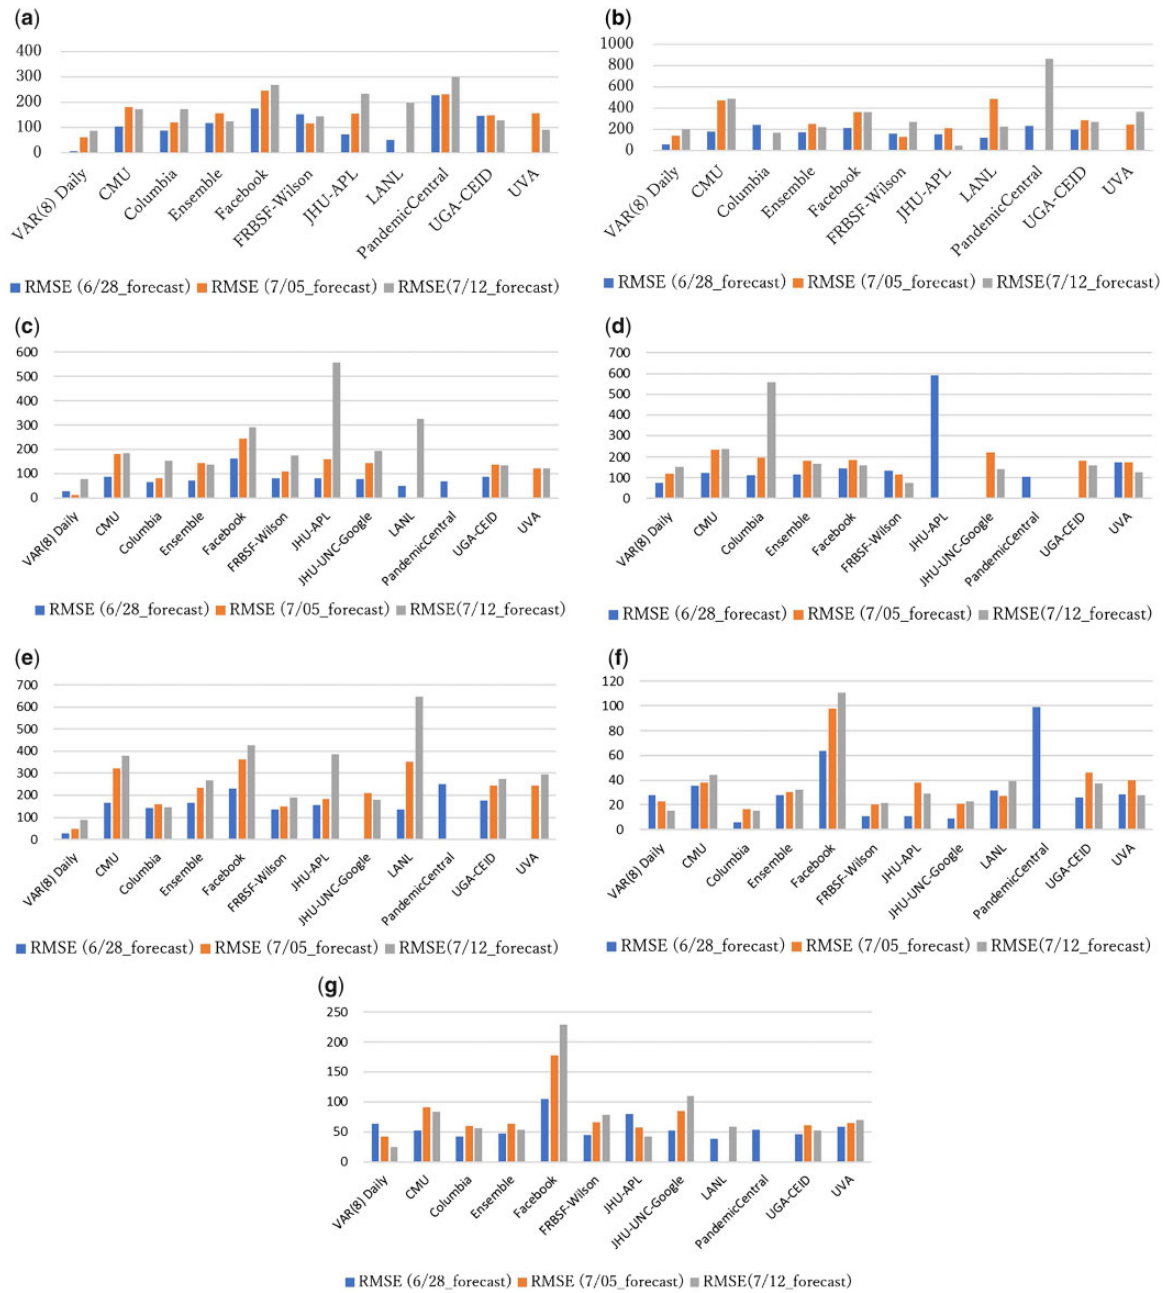 (a)
400
300
200
100
0
VAR(8) Daily
CMU
Columbia
Ensemble
Facebook
FRBSF-Wilson
JHU-APL
LANL
PandemicCentral
UGA-CEID
UVA
RMSE (6/28_forecast) RMSE (7/05_forecast) RMSE(7/12_forecast)
(b)
1000
800
600
400
200
0
VAR(8) Daily
CMU
Columbia
Ensemble
Facebook
FRBSF-Wilson
JHU-APL
LANL
PandemicCentral
UGA-CEID
UVA
RMSE (6/28_forecast) RMSE (7/05_forecast) RMSE(7/12_forecast)
(c)
600
500
400
300
200
100
0
VAR(8) Daily
CMU
Columbia
Ensemble
Facebook
FRBSF-Wilson
JHU-APL
JHU-UNC-Google
LANL
PandemicCentral
UGA-CEID
UVA
RMSE (6/28_forecast) RMSE (7/05_forecast) RMSE(7/12_forecast)
(d)
700
600
500
400
300
200
100
0
VAR(8) Daily
CMU
Columbia
Ensemble
Facebook
FRBSF-Wilson
JHU-APL
JHU-UNC-Google
PandemicCentral
UGA-CEID
UVA
RMSE (6/28_forecast) RMSE (7/05_forecast) RMSE(7/12_forecast)
(e)
700
600
500
400
300
200
100
0
VAR(8) Daily
CMU
Columbia
Ensemble
Facebook
FRBSF-Wilson
JHU-APL
JHU-UNC-Google
LANL
PandemicCentral
UGA-CEID
UVA
RMSE (6/28_forecast) RMSE (7/05_forecast) RMSE(7/12_forecast)
(f)
120
100
80
60
40
20
0
VAR(8) Daily
CMU
Columbia
Ensemble
Facebook
FRBSF-Wilson
JHU-APL
JHU-UNC-Google
LANL
PandemicCentral
UGA-CEID
UVA
RMSE (6/28_forecast) RMSE (7/05_forecast) RMSE(7/12_forecast)
(g)
250
200
150
100
50
0
VAR(8) Daily
CMU
Columbia
Ensemble
Facebook
FRBSF-Wilson
JHU-APL
JHU-UNC-Google
LANL
PandemicCentral
UGA-CEID
UVA
RMSE (6/28_forecast) RMSE (7/05_forecast) RMSE(7/12_forecast)